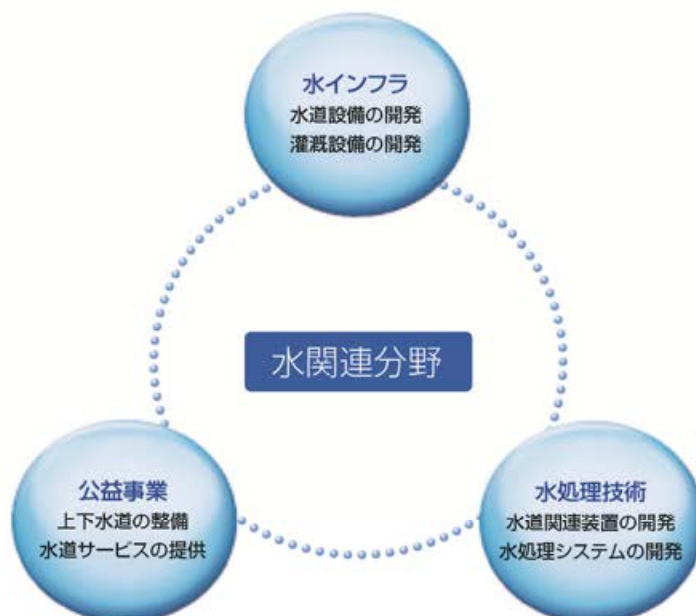 水インフラ
水道設備の開発
灌漑設備の開発
水関連分野
公益事業
上下水道の整備
水道サービスの提供
水処理技術
水道関連装置の開発
水処理システムの開発